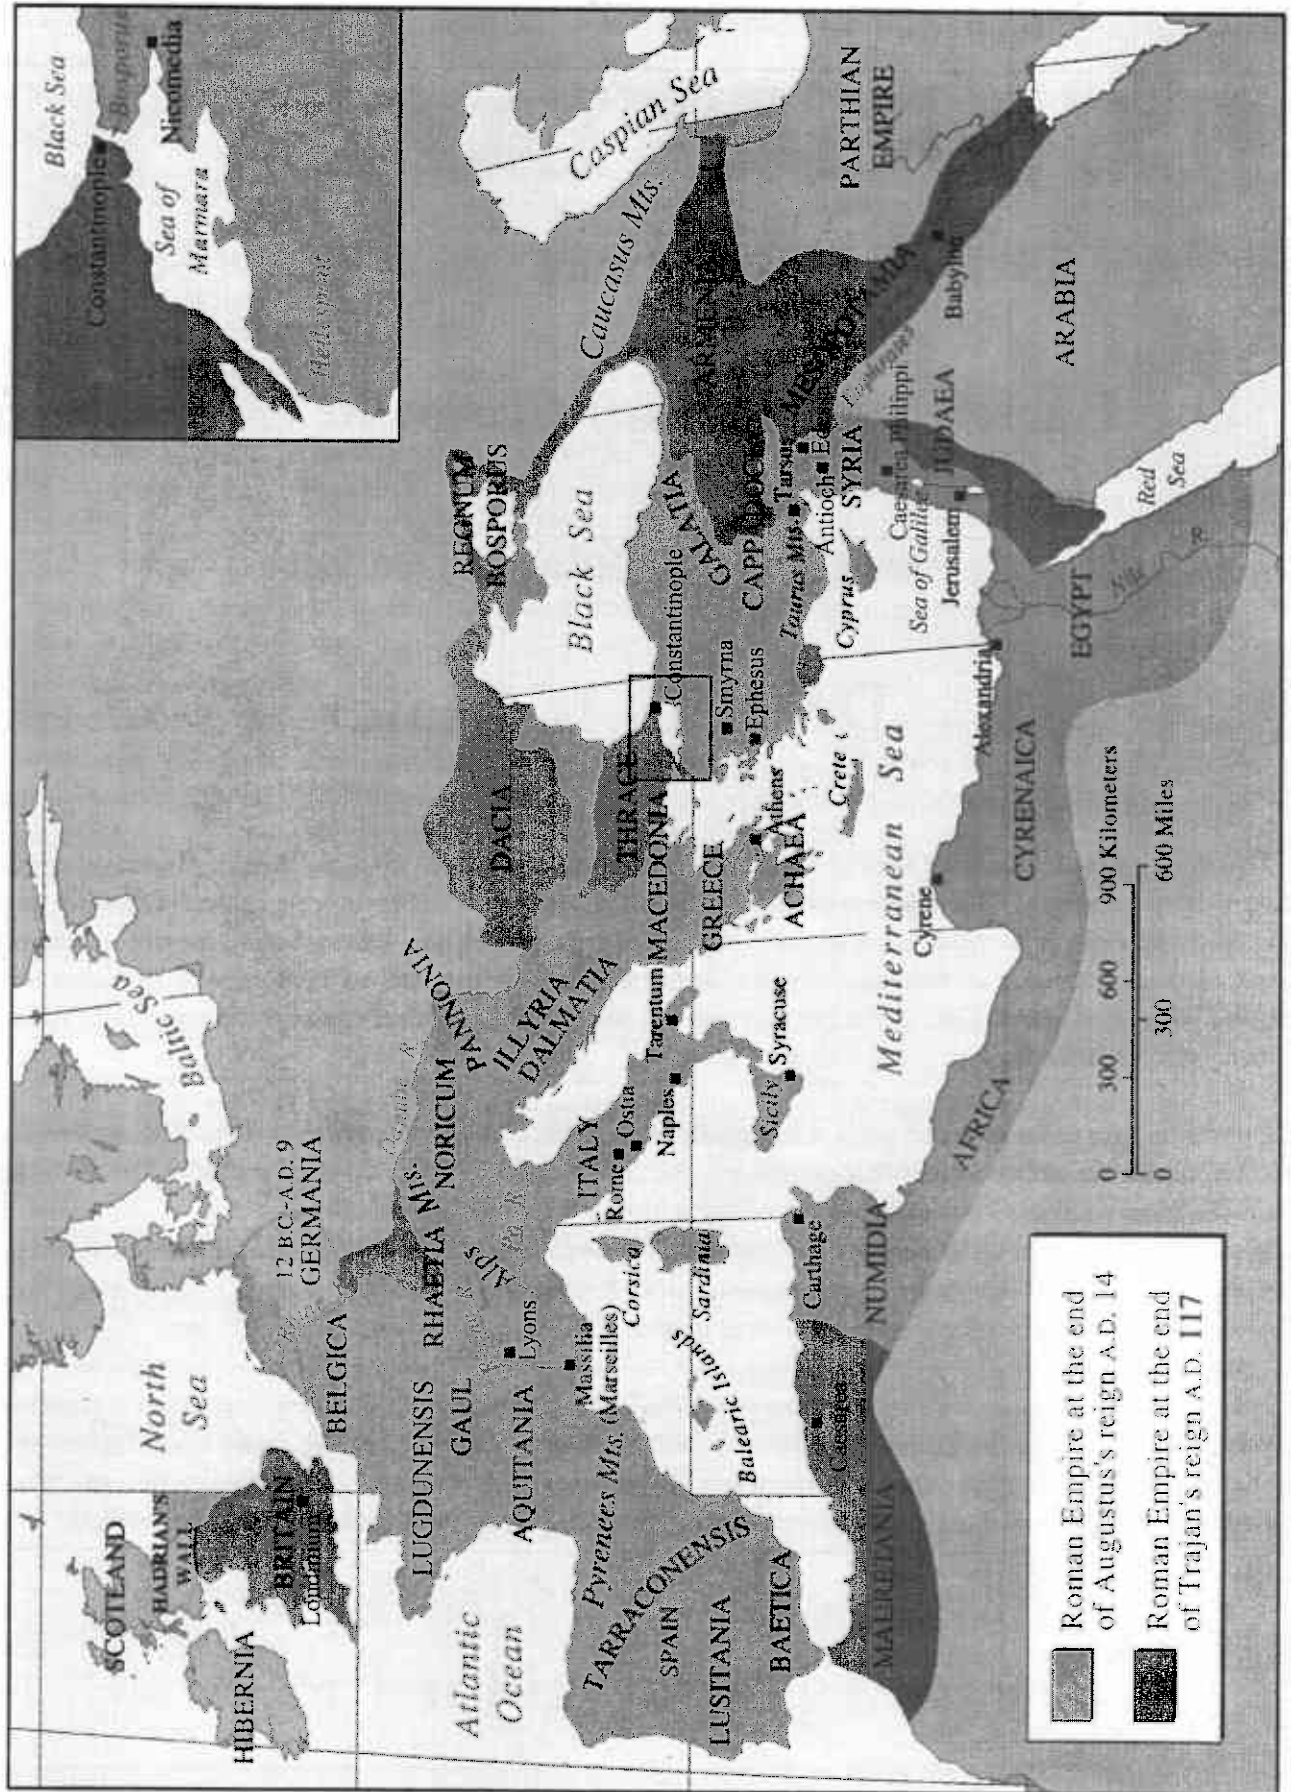 SCOTLAND
HADRIAN'S
WALL
HIBERNIA
BRITAIN
Londinium
North
Sea
Baltic Sea
Atlantic
Ocean
BELGICA
12 B.C.-A.D. 9
GERMANIA
Rhine R.
LUGDUNENSIS
GAUL
AQUITANIA
Lyons
Rhone R.
RHAETIA
Mts.
Alps
Po R.
NORICUM
PANNONIA
ILLYRIA
DALMATIA
Massilia
(Marseilles)
Pyrenees Mts.
TARRACONENSIS
SPAIN
LUSITANIA
BAETICA
Balearic Islands
Corsica
Sardinia
ITALY
Rome
Ostia
Naples
Tarentum
Sicily
Syracuse
DACIA
THRACE
MACEDONIA
GREECE
ACHAEA
Athens
Crete
REGNUM
BOSPORUS
Black Sea
Constantinople
Smyrna
Ephesus
GALATIA
Taurus Mts.
Tarsus
Cyprus
Antioch
SYRIA
Caucasus Mts.
Caspian Sea
ARMENIA
PARTHIAN
EMPIRE
Euphrates
Babylon
Caesarea Philippi
Sea of Galilee
JUDAEA
Jerusalem
ARABIA
Red
Sea
Nile R.
EGYPT
Alexandria
CYRENAICA
Cyrene
Mediterranean Sea
AFRICA
NUMIDIA
Carthage
Caesarea
MAURETANIA
0 300 600 900 Kilometers
0 300 600 Miles
Roman Empire at the end
of Augustus's reign A.D. 14
Roman Empire at the end
of Trajan's reign A.D. 117
Black Sea
Bosporus
Constantinople
Nicomedia
Sea of
Marmara
Hellespont